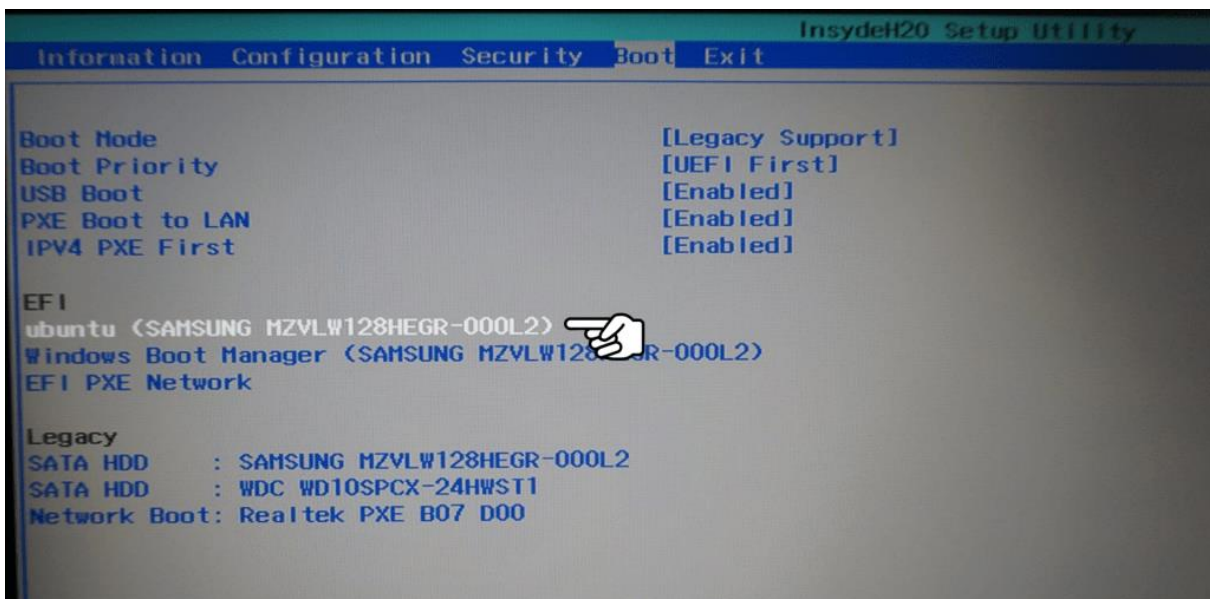 InsydeH20 Setup Utility
Information Configuration Security Boot Exit
Boot Mode [Legacy Support]
Boot Priority [UEFI First]
USB Boot [Enabled]
PXE Boot to LAN [Enabled]
IPV4 PXE First [Enabled]
EFI
ubuntu (SAMSUNG MZVLW128HEGR-000L2)
Windows Boot Manager (SAMSUNG R-000L2)
EFI PXE Network
Legacy
SATA HDD : SAMSUNG MZVLW128HEGR-000L2
SATA HDD : WDC WD10SPCX-24HWST1
Network Boot: Realtek PXE B07 D00